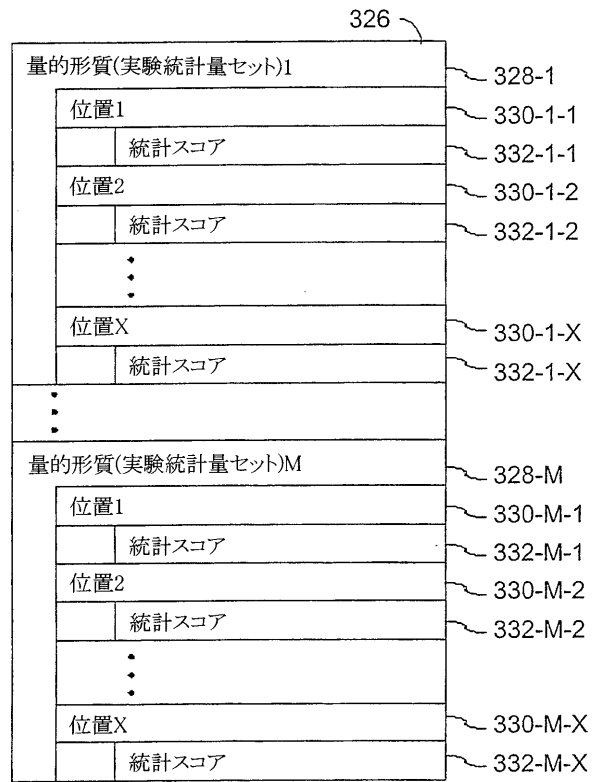 326
量的形質(実験統計量セット)1 328-1
位置1 330-1-1
統計スコア 332-1-1
位置2 330-1-2
統計スコア 332-1-2
位置X 330-1-X
統計スコア 332-1-X
量的形質(実験統計量セット)M 328-M
位置1 330-M-1
統計スコア 332-M-1
位置2 330-M-2
統計スコア 332-M-2
位置X 330-M-X
統計スコア 332-M-X